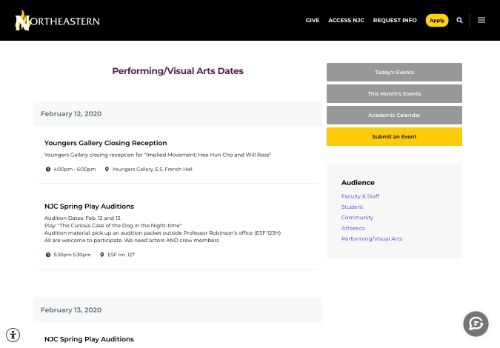 NORTHEASTERN
GIVE ACCESS NJC REQUEST INFO Apply
Performing/Visual Arts Dates
February 12, 2020
Youngers Gallery Closing Reception
Youngers Gallery closing reception for "Implied Movement: Hee Hun Cho and Will Ross"
4:00pm - 6:00pm Youngers Gallery, E.S. French Hall
NJC Spring Play Auditions
Audition Dates: Feb. 12 and 13.
Play: "The Curious Case of the Dog in the Night-time"
Audition material: pick up an audition packet outside Professor Robinson's office (ESF 123H)
All are welcome to participate. We need actors AND crew members
5:30pm 5:30pm ESF rm. 127
February 13, 2020
NJC Spring Play Auditions
Today's Events
This Month's Events
Academic Calendar
Submit an Event
Audience
Faculty & Staff
Student
Community
Athletics
Performing/Visual Arts